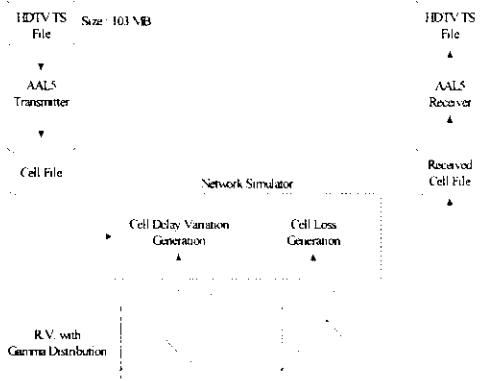 HDTV TS
File
Size : 103 MB
AAL5
Transmitter
Cell File
HDTV TS
File
AAL5
Receiver
Received
Cell File
Network Simulator
Cell Delay Variation
Generation
Cell Loss
Generation
R.V. with
Gamma Distribution